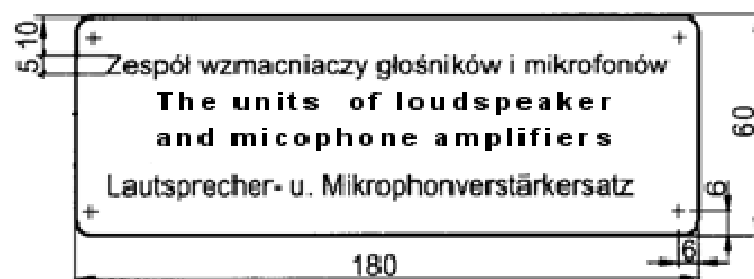 10
5
Zespół wzmacniaczy głośników i mikrofonów
The units of loudspeaker
and micophone amplifiers
Lautsprecher- u. Mikrophonverstärkersatz
60
6
6
180